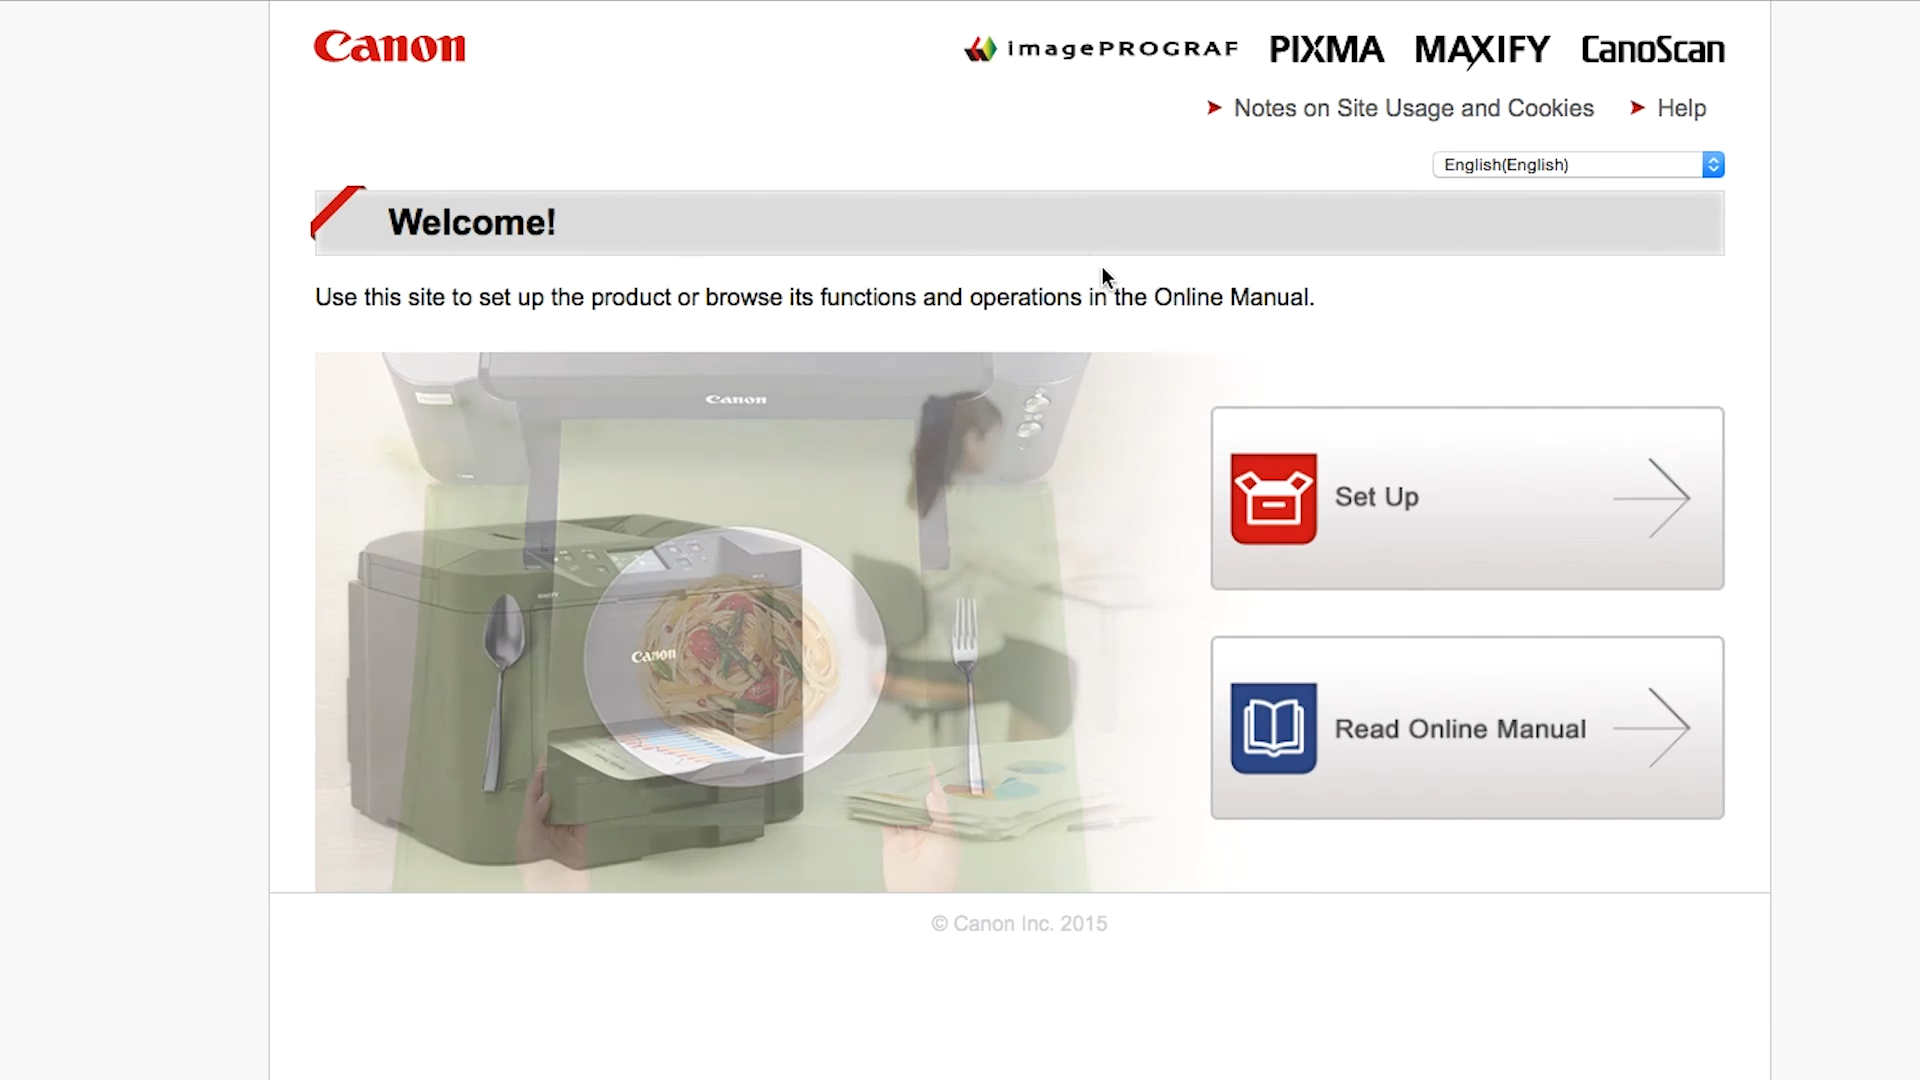 Canon
imagePROGRAF PIXMA MAXIFY CanoScan
Notes on Site Usage and Cookies Help
English(English)
Welcome!
Use this site to set up the product or browse its functions and operations in the Online Manual.
Canon
Set Up
Canon
Read Online Manual
© Canon Inc. 2015